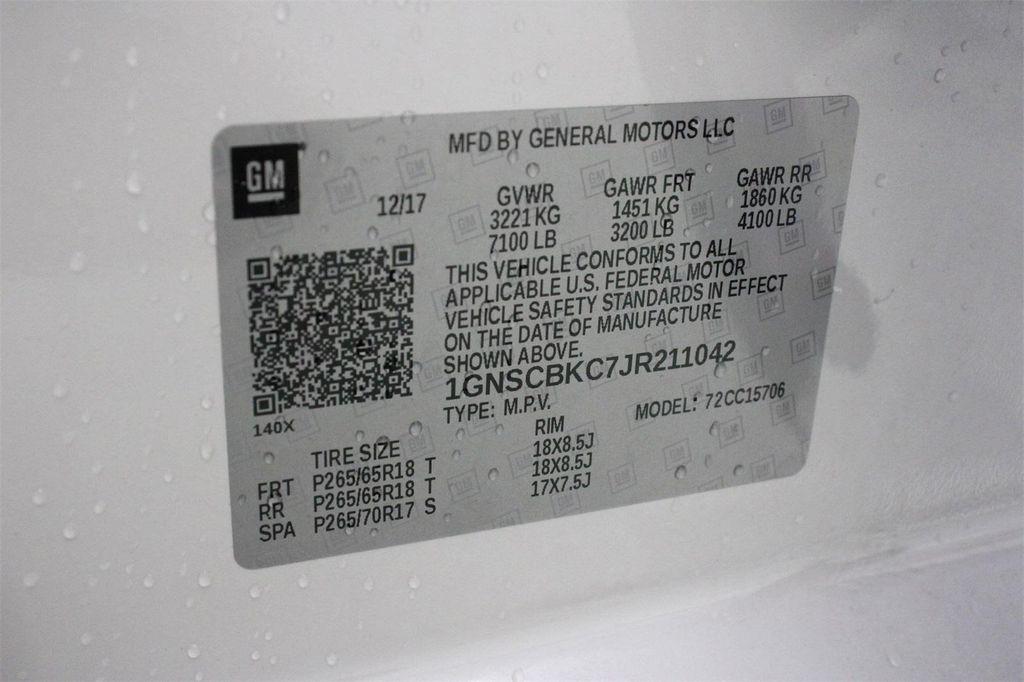 GM
MFD BY GENERAL MOTORS LLC
12/17
GVWR GAWR FRT GAWR RR
3221 KG 1451 KG 1860 KG
7100 LB 3200 LB 4100 LB
THIS VEHICLE CONFORMS TO ALL
APPLICABLE U.S. FEDERAL MOTOR
VEHICLE SAFETY STANDARDS IN EFFECT
ON THE DATE OF MANUFACTURE
SHOWN ABOVE.
1GNSCBKC7JR211042
TYPE: M.P.V. MODEL: 72CC15706
140X
TIRE SIZE RIM
FRT P265/65R18 T 18X8.5J
RR P265/65R18 T 18X8.5J
SPA P265/70R17 S 17X7.5J